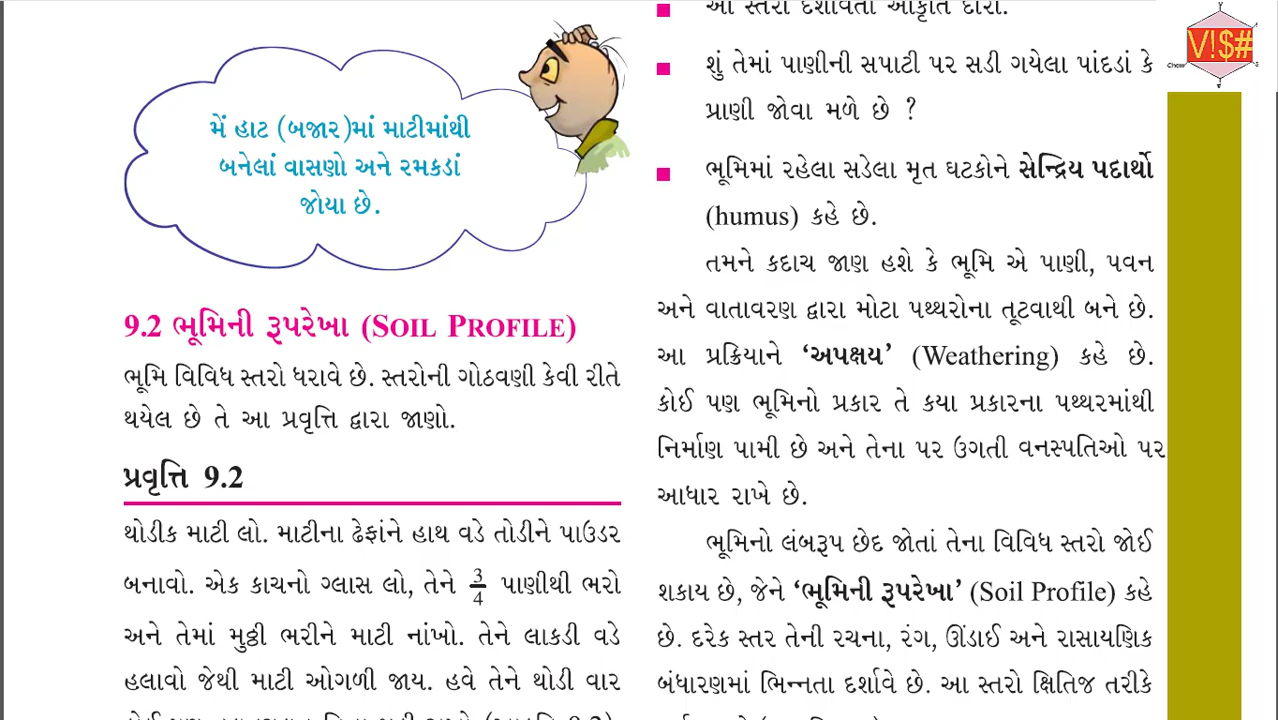 મેં હાટ (બજાર)માં માટીમાંથી
બનેલાં વાસણો અને રમકડાં
જોયા છે.
9.2 ભૂમિની રૂપરેખા (SOIL PROFILE)
ભૂમિ વિવિધ સ્તરો ધરાવે છે. સ્તરોની ગોઠવણી કેવી રીતે
થયેલ છે તે આ પ્રવૃત્તિ દ્વારા જાણો.
પ્રવૃત્તિ 9.2
થોડીક માટી લો. માટીના ઢેફાંને હાથ વડે તોડીને પાઉડર
બનાવો. એક કાચનો ગ્લાસ લો, તેને 3/4 પાણીથી ભરો
અને તેમાં મુઠ્ઠી ભરીને માટી નાંખો. તેને લાકડી વડે
હલાવો જેથી માટી ઓગળી જાય. હવે તેને થોડી વાર
આ સ્તરો દર્શાવતી આકૃતિ દોરો.
શું તેમાં પાણીની સપાટી પર સડી ગયેલા પાંદડાં કે
પ્રાણી જોવા મળે છે ?
ભૂમિમાં રહેલા સડેલા મૃત ઘટકોને સેન્દ્રિય પદાર્થો
(humus) કહે છે.
તમને કદાચ જાણ હશે કે ભૂમિ એ પાણી, પવન
અને વાતાવરણ દ્વારા મોટા પથ્થરોના તૂટવાથી બને છે.
આ પ્રક્રિયાને ‘અપક્ષય’ (Weathering) કહે છે.
કોઈ પણ ભૂમિનો પ્રકાર તે કયા પ્રકારના પથ્થરમાંથી
નિર્માણ પામી છે અને તેના પર ઉગતી વનસ્પતિઓ પર
આધાર રાખે છે.
ભૂમિનો લંબરૂપ છેદ જોતાં તેના વિવિધ સ્તરો જોઈ
શકાય છે, જેને ‘ભૂમિની રૂપરેખા’ (Soil Profile) કહે
છે. દરેક સ્તર તેની રચના, રંગ, ઊંડાઈ અને રાસાયણિક
બંધારણમાં ભિન્નતા દર્શાવે છે. આ સ્તરો ક્ષિતિજ તરીકે
V!$#